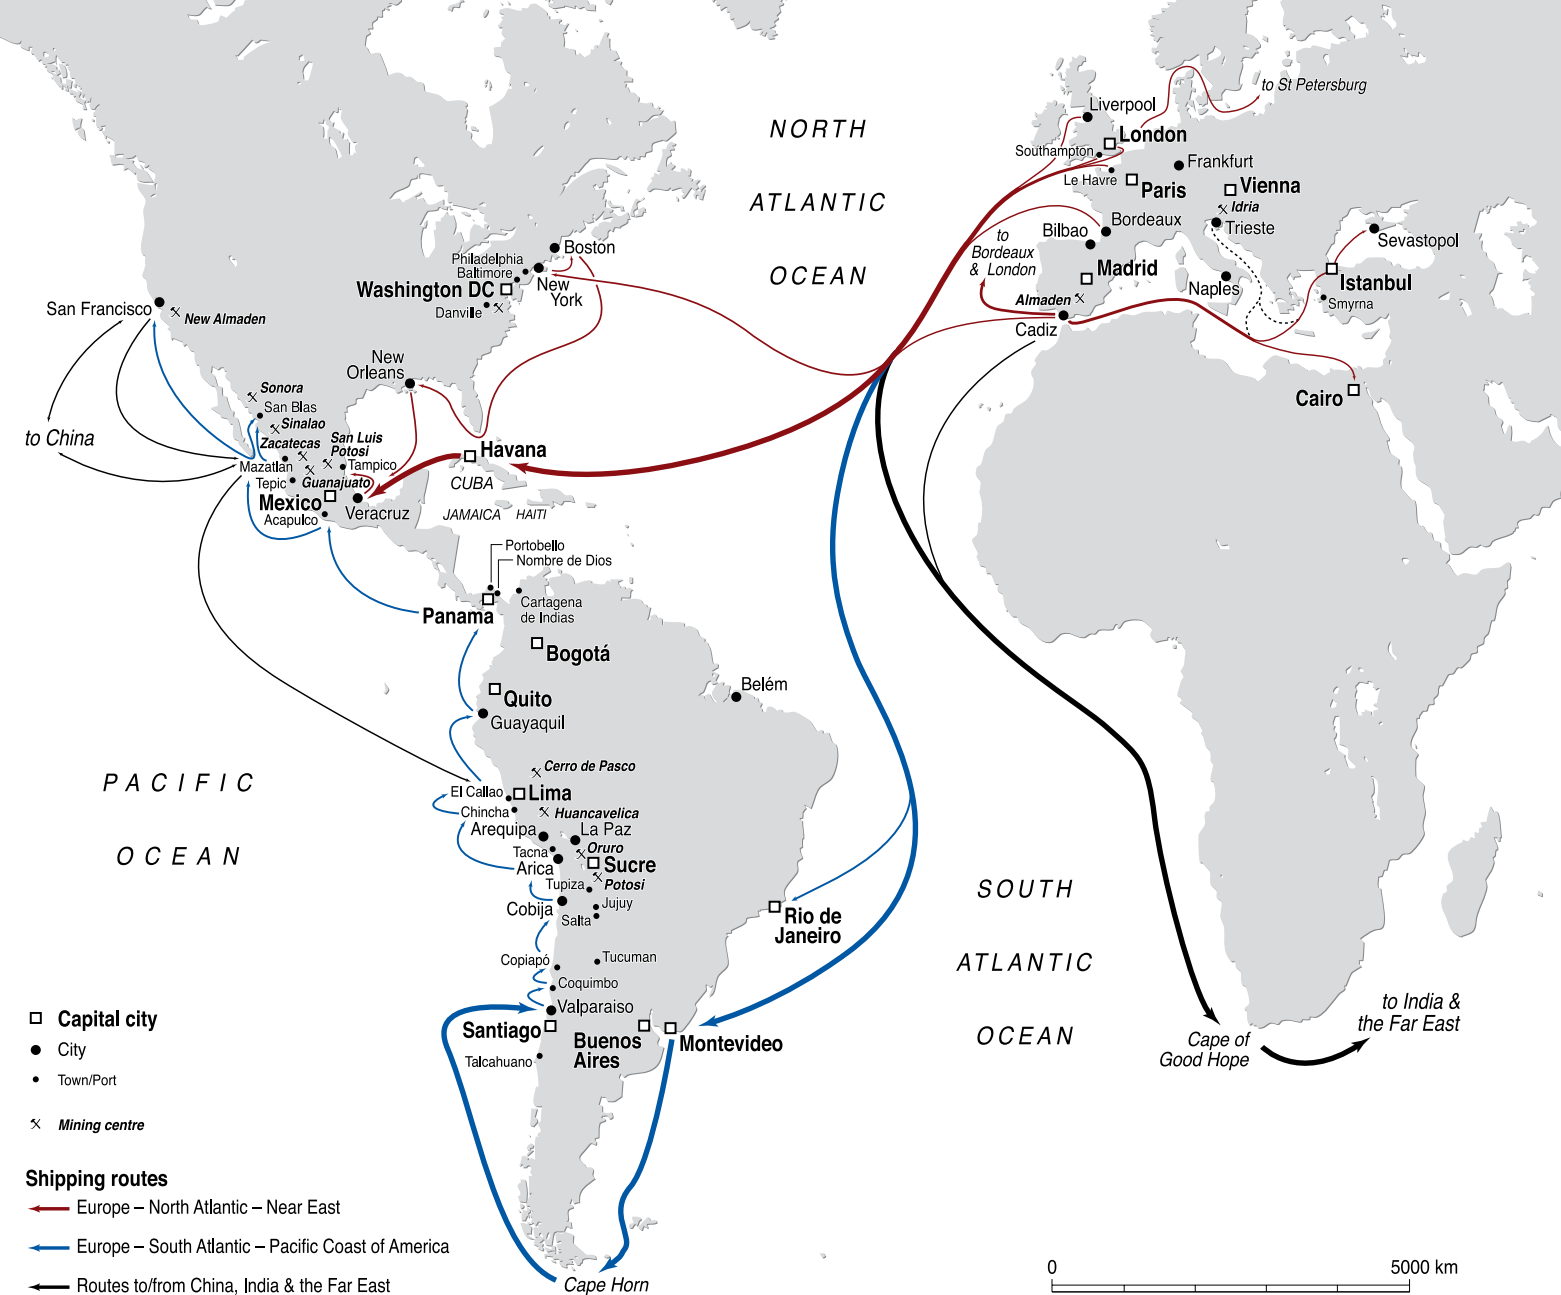 to St Petersburg
Liverpool
London
Southampton
Le Havre
Frankfurt
Paris
Vienna
Idria
Trieste
Bordeaux
Bilbao
Sevastopol
to
Bordeaux
& London
Madrid
Istanbul
Naples
Smyrna
Almaden
Cadiz
Cairo
NORTH
ATLANTIC
OCEAN
Boston
Philadelphia
Baltimore
New
York
Washington DC
Danville
San Francisco
New Almaden
New
Orleans
to China
Sonora
San Blas
Sinalao
Zacatecas
San Luis
Potosi
Mazatlan
Tampico
Tepic
Guanajuato
Mexico
Veracruz
Acapulco
Havana
CUBA
JAMAICA
HAITI
Portobello
Nombre de Dios
Cartagena
de Indias
Panama
Bogotá
Quito
Guayaquil
Belém
PACIFIC
OCEAN
Cerro de Pasco
El Callao
Lima
Chincha
Huancavelica
Arequipa
La Paz
Tacna
Oruro
Arica
Sucre
Tupiza
Potosi
Cobija
Jujuy
Salta
Rio de
Janeiro
Copiapó
Tucuman
Coquimbo
Valparaiso
Santiago
Buenos
Aires
Montevideo
Talcahuano
Cape Horn
SOUTH
ATLANTIC
OCEAN
Cape of
Good Hope
to India &
the Far East
Capital city
City
Town/Port
Mining centre
Shipping routes
Europe – North Atlantic – Near East
Europe – South Atlantic – Pacific Coast of America
Routes to/from China, India & the Far East
0
5000 km